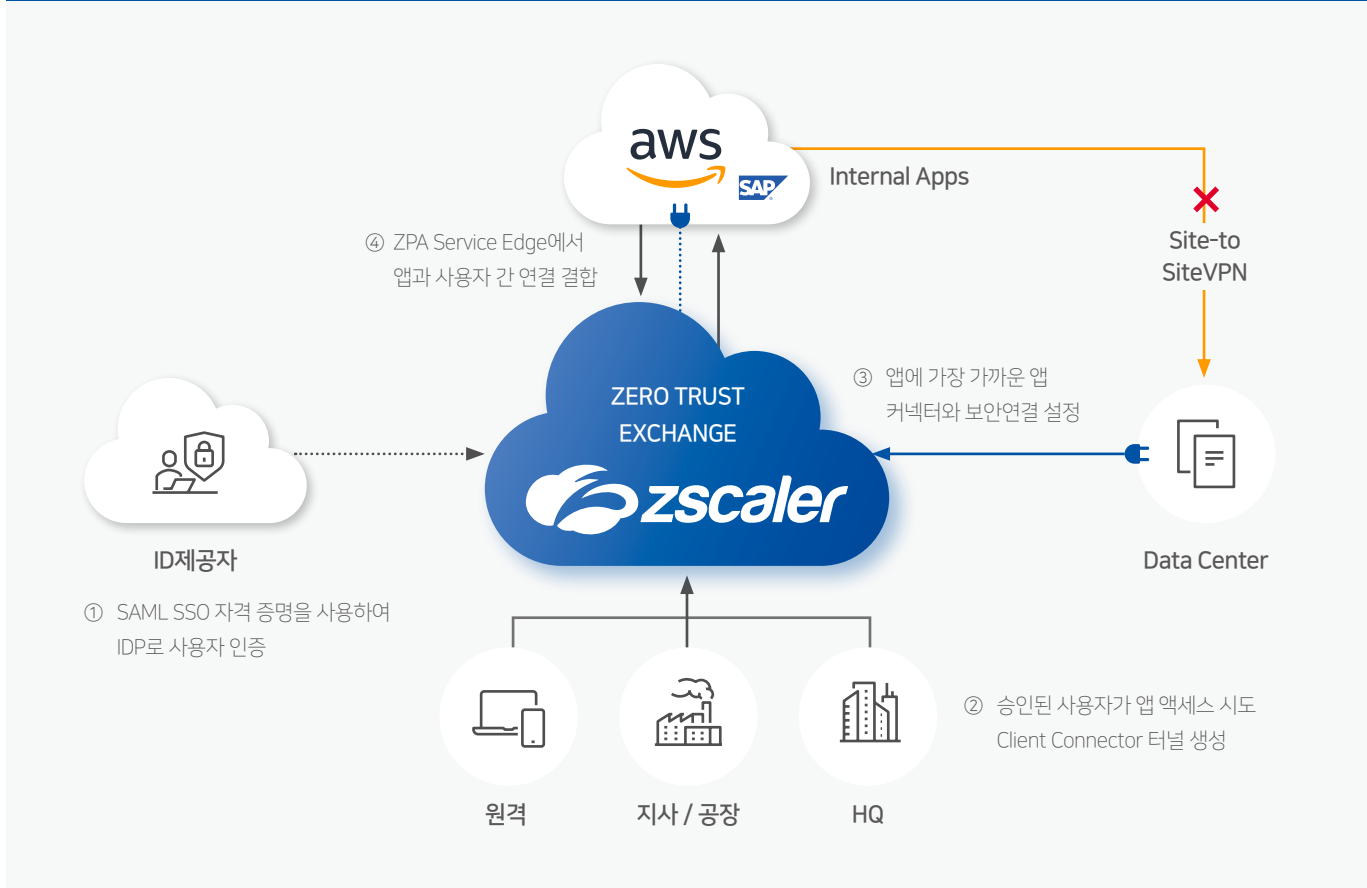 aws
SAP
Internal Apps
④ ZPA Service Edge에서
앱과 사용자 간 연결 결합
Site-to
SiteVPN
ZERO TRUST
EXCHANGE
zscaler
③ 앱에 가장 가까운 앱
커넥터와 보안연결 설정
ID제공자
Data Center
① SAML SSO 자격 증명을 사용하여
IDP로 사용자 인증
② 승인된 사용자가 앱 액세스 시도
Client Connector 터널 생성
원격
지사 / 공장
HQ